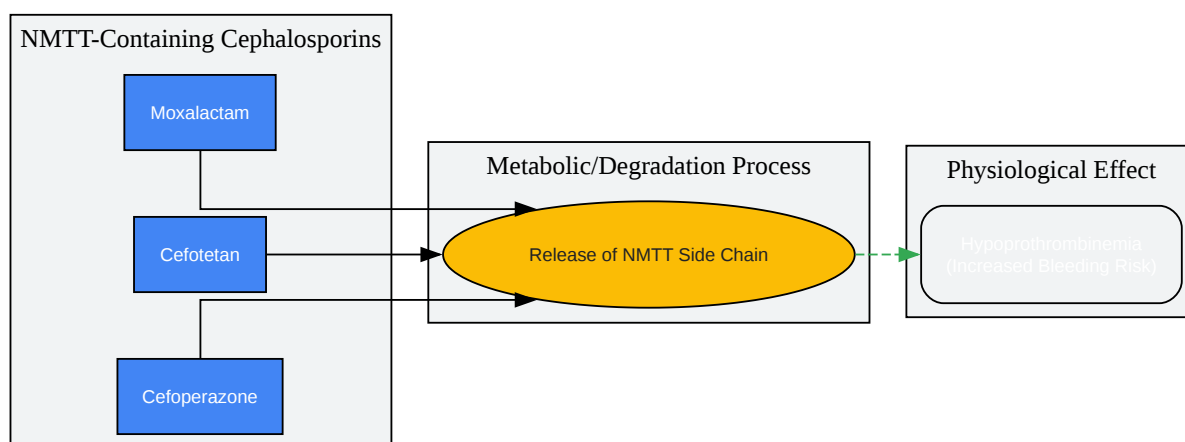 NMTT-Containing Cephalosporins
Moxalactam
Cefotetan
Cefoperazone
Metabolic/Degradation Process
Release of NMTT Side Chain
Physiological Effect
Hypoprothrombinemia
(Increased Bleeding Risk)